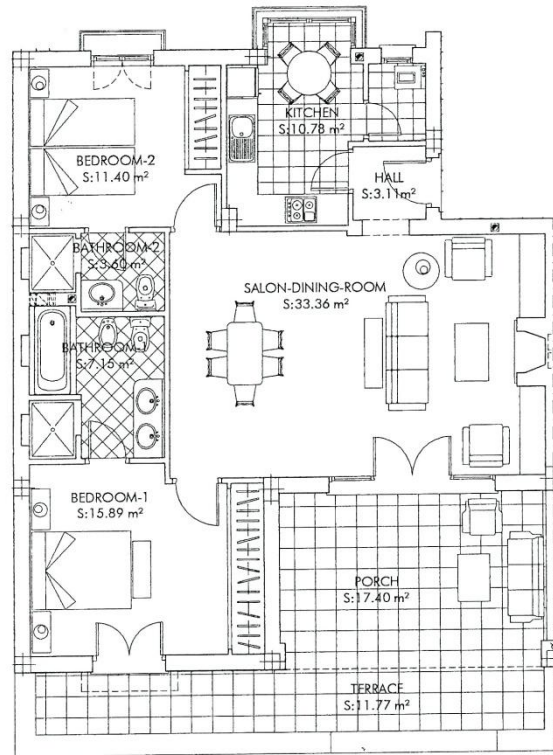 KITCHEN
S:10.78 m²
BEDROOM-2
S:11.40 m²
HALL
S:3.11m²
BATHROOM-2
S:3.60 m²
SALON-DINING-ROOM
S:33.36 m²
BATHROOM-1
S:7.15 m²
BEDROOM-1
S:15.89 m²
PORCH
S:17.40 m²
TERRACE
S:11.77 m²